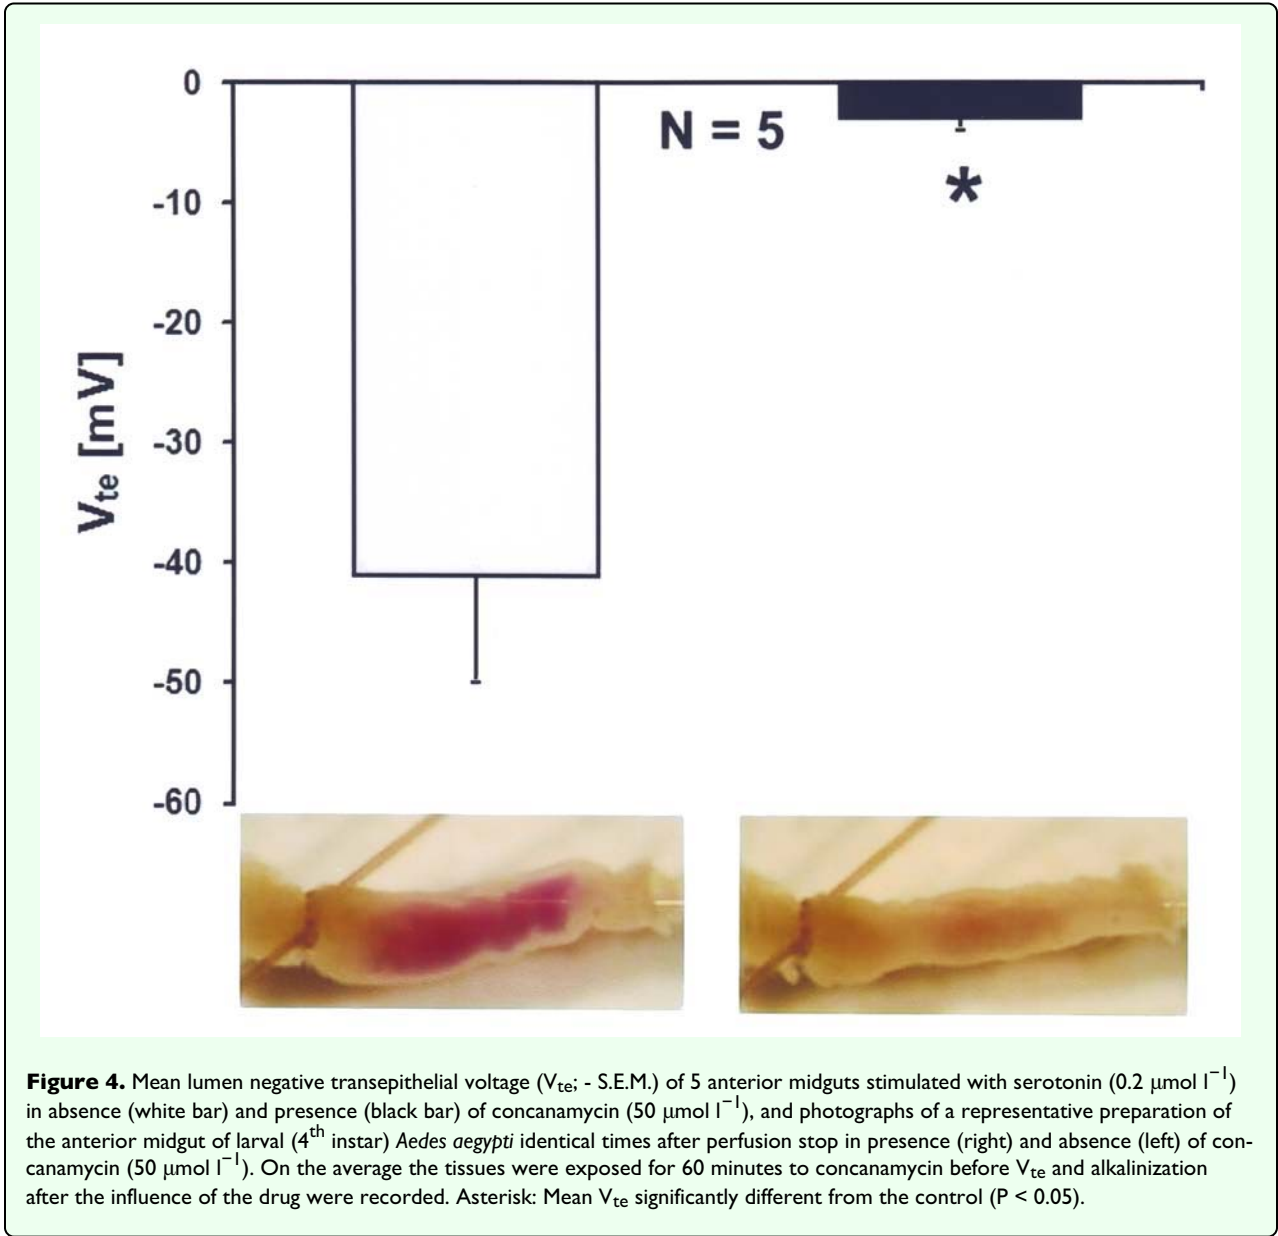 0
N = 5
*
-10
-20
-30
-40
-50
-60
Vte [mV]
Figure 4. Mean lumen negative transepithelial voltage (Vte; - S.E.M.) of 5 anterior midguts stimulated with serotonin (0.2 μmol l−1)
in absence (white bar) and presence (black bar) of concanamycin (50 μmol l−1), and photographs of a representative preparation of
the anterior midgut of larval (4th instar) Aedes aegypti identical times after perfusion stop in presence (right) and absence (left) of con-
canamycin (50 μmol l−1). On the average the tissues were exposed for 60 minutes to concanamycin before Vte and alkalinization
after the influence of the drug were recorded. Asterisk: Mean Vte significantly different from the control (P < 0.05).